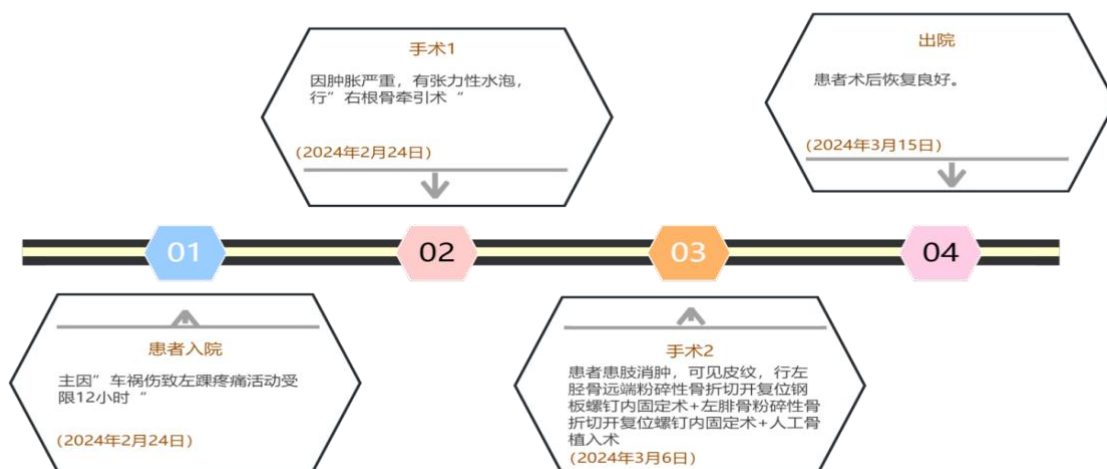 手术1
因肿胀严重，有张力性水泡，
行”右根骨牵引术 ”
(2024年2月24日)
出院
患者术后恢复良好。
(2024年3月15日)
01
02
03
04
患者入院
主因”车祸伤致左踝疼痛活动受
限12小时 “
(2024年2月24日)
手术2
患者患肢消肿，可见皮纹，行左
胫骨远端粉碎性骨折切开复位钢
板螺钉内固定术+左腓骨粉碎性骨
折切开复位螺钉内固定术+人工骨
植入术
(2024年3月6日)